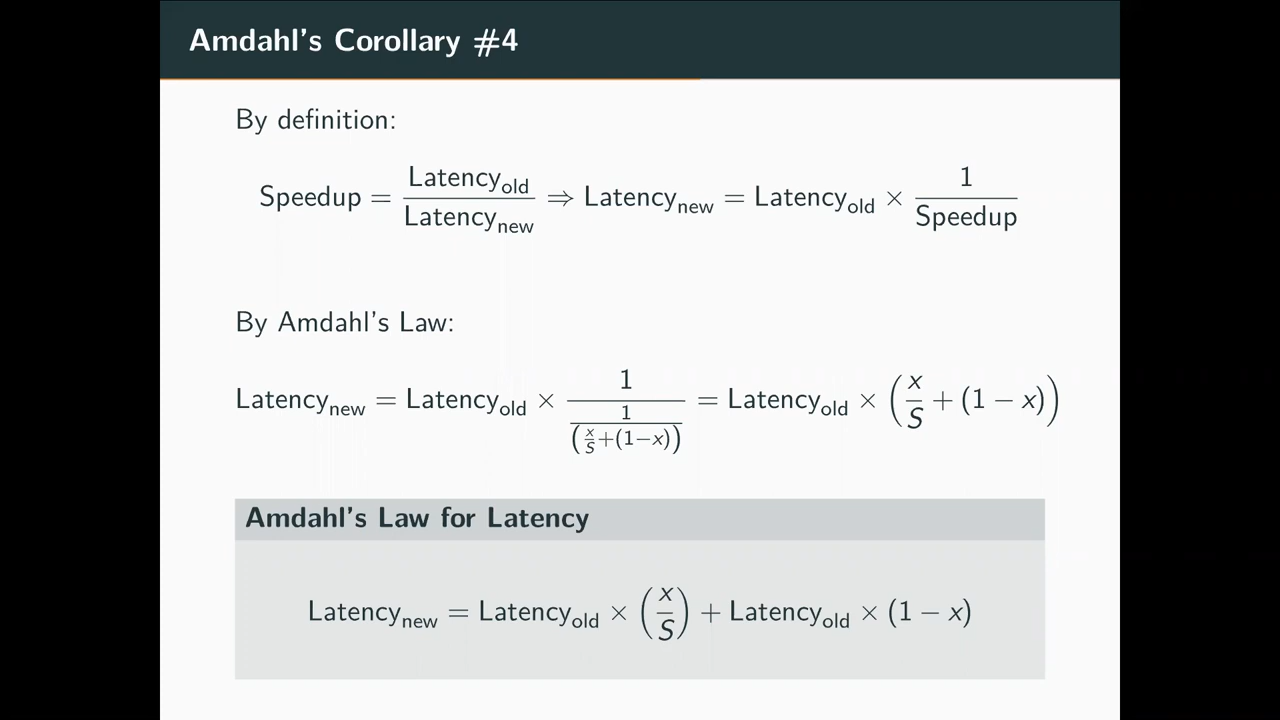 Amdahl's Corollary #4
By definition:
Speedup = Latency_old / Latency_new ⇒ Latency_new = Latency_old × 1 / Speedup
By Amdahl's Law:
Latency_new = Latency_old × 1 / (1 / (x/S + (1−x))) = Latency_old × (x/S + (1 − x))
Amdahl's Law for Latency
Latency_new = Latency_old × (x/S) + Latency_old × (1 − x)